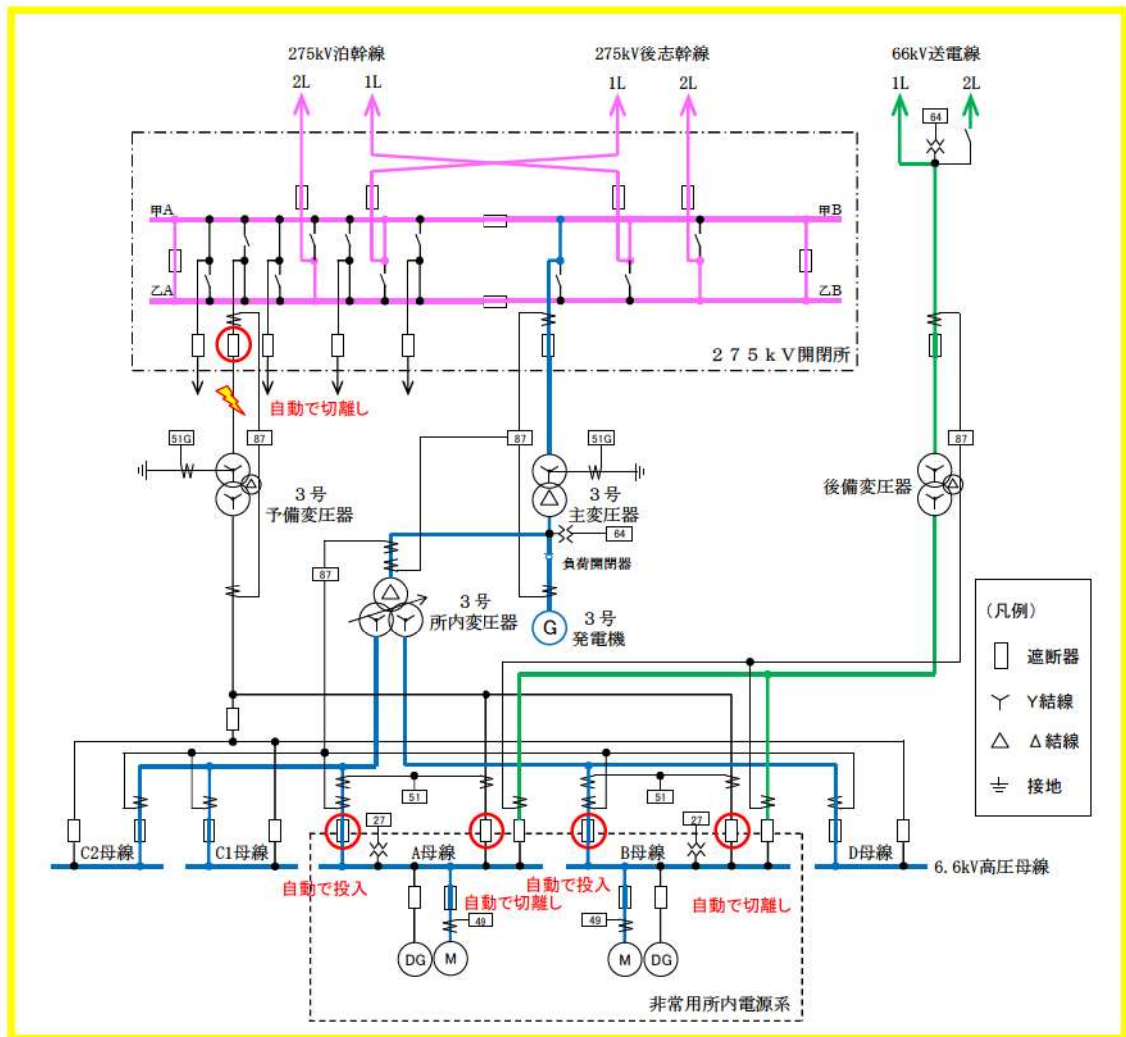 275kV泊幹線 275kV後志幹線 66kV送電線
2L 1L 1L 2L 1L 2L
64
甲A 甲B
乙A 乙B
275kV開閉所
自動で切離し
51G 87 87 51G 87
3号
予備変圧器
3号
主変圧器
後備変圧器
64
負荷開閉器
87
3号
所内変圧器
G
3号
発電機
(凡例)
遮断器
Y結線
Δ結線
接地
51 51
27 27
C2母線 C1母線 A母線 B母線 D母線
6.6kV高圧母線
自動で投入 自動で切離し 自動で投入 自動で切離し
49 49
DG M M DG
非常用所内電源系